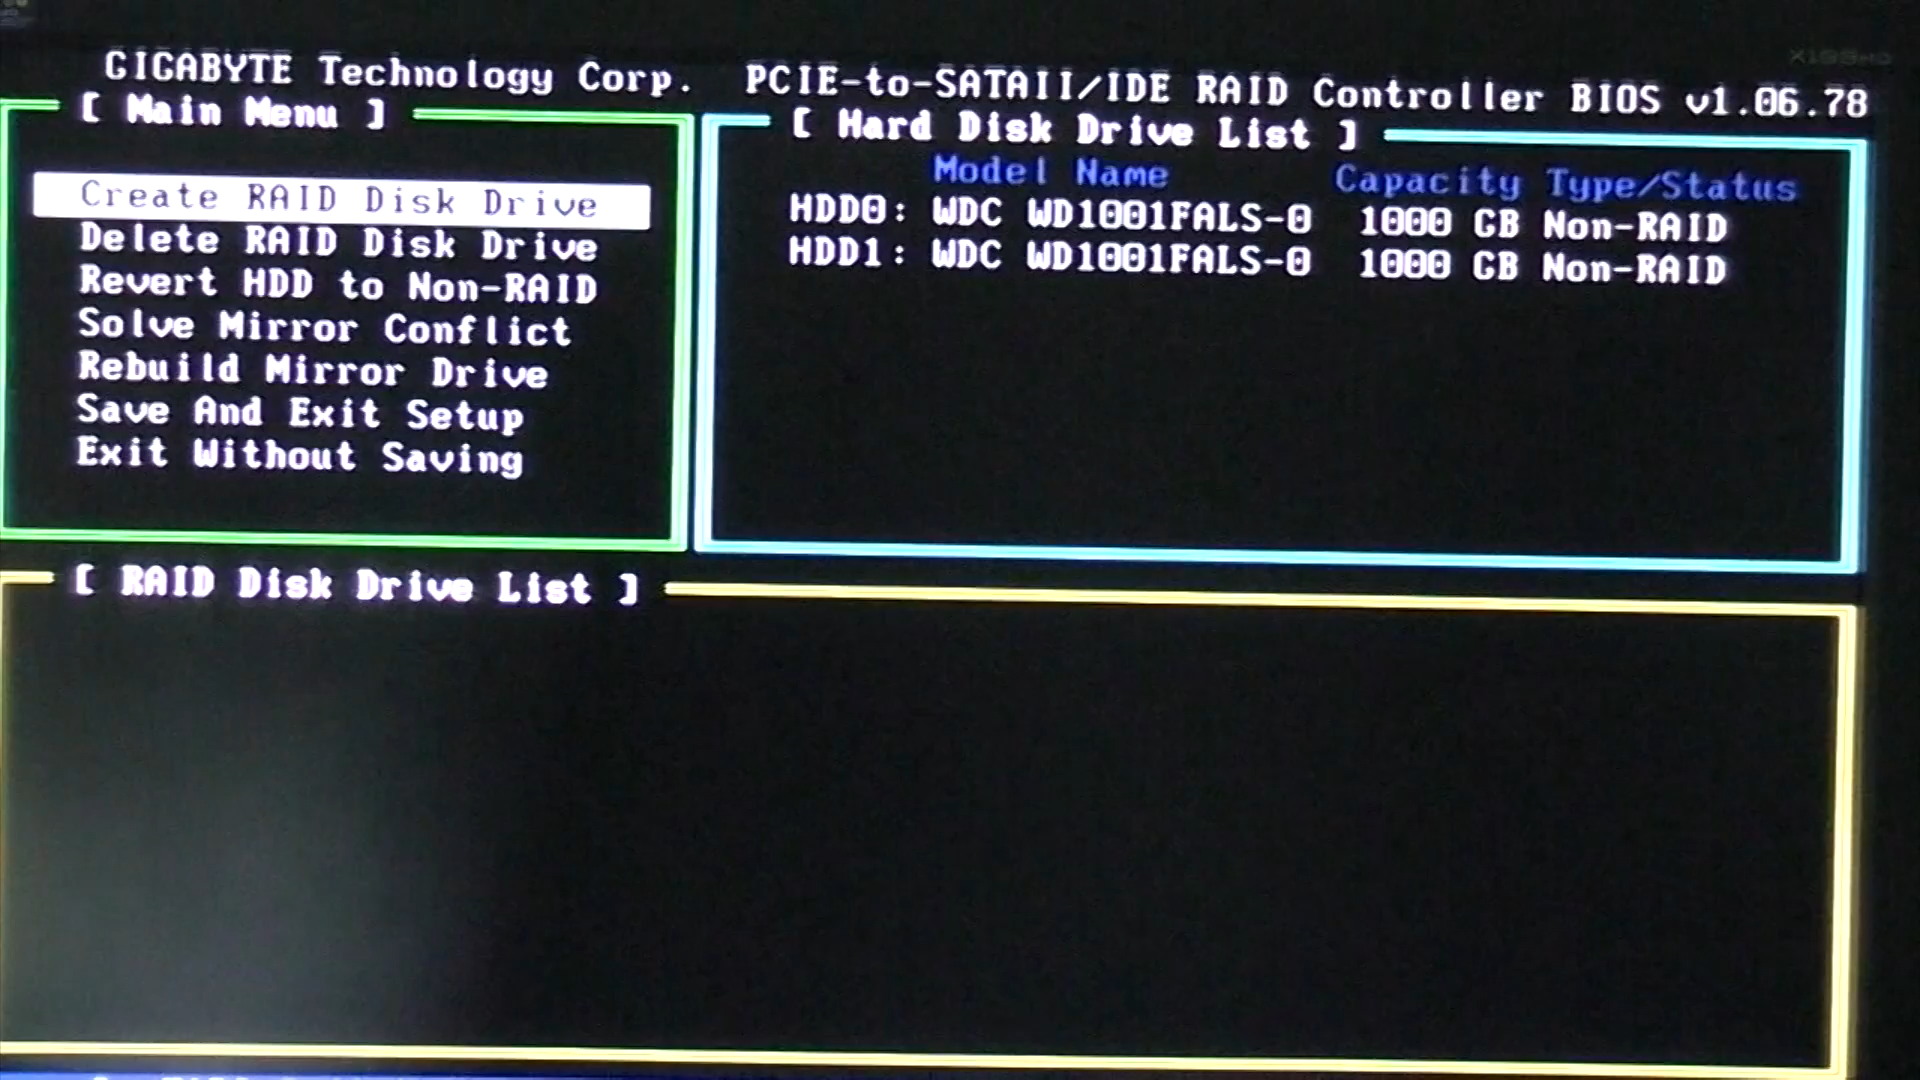 GIGABYTE Technology Corp. PCIE-to-SATAII/IDE RAID Controller BIOS v1.06.78
[ Main Menu ]
Create RAID Disk Drive
Delete RAID Disk Drive
Revert HDD to Non-RAID
Solve Mirror Conflict
Rebuild Mirror Drive
Save And Exit Setup
Exit Without Saving
[ Hard Disk Drive List ]
Model Name Capacity Type/Status
HDD0: WDC WD1001FALS-0 1000 GB Non-RAID
HDD1: WDC WD1001FALS-0 1000 GB Non-RAID
[ RAID Disk Drive List ]